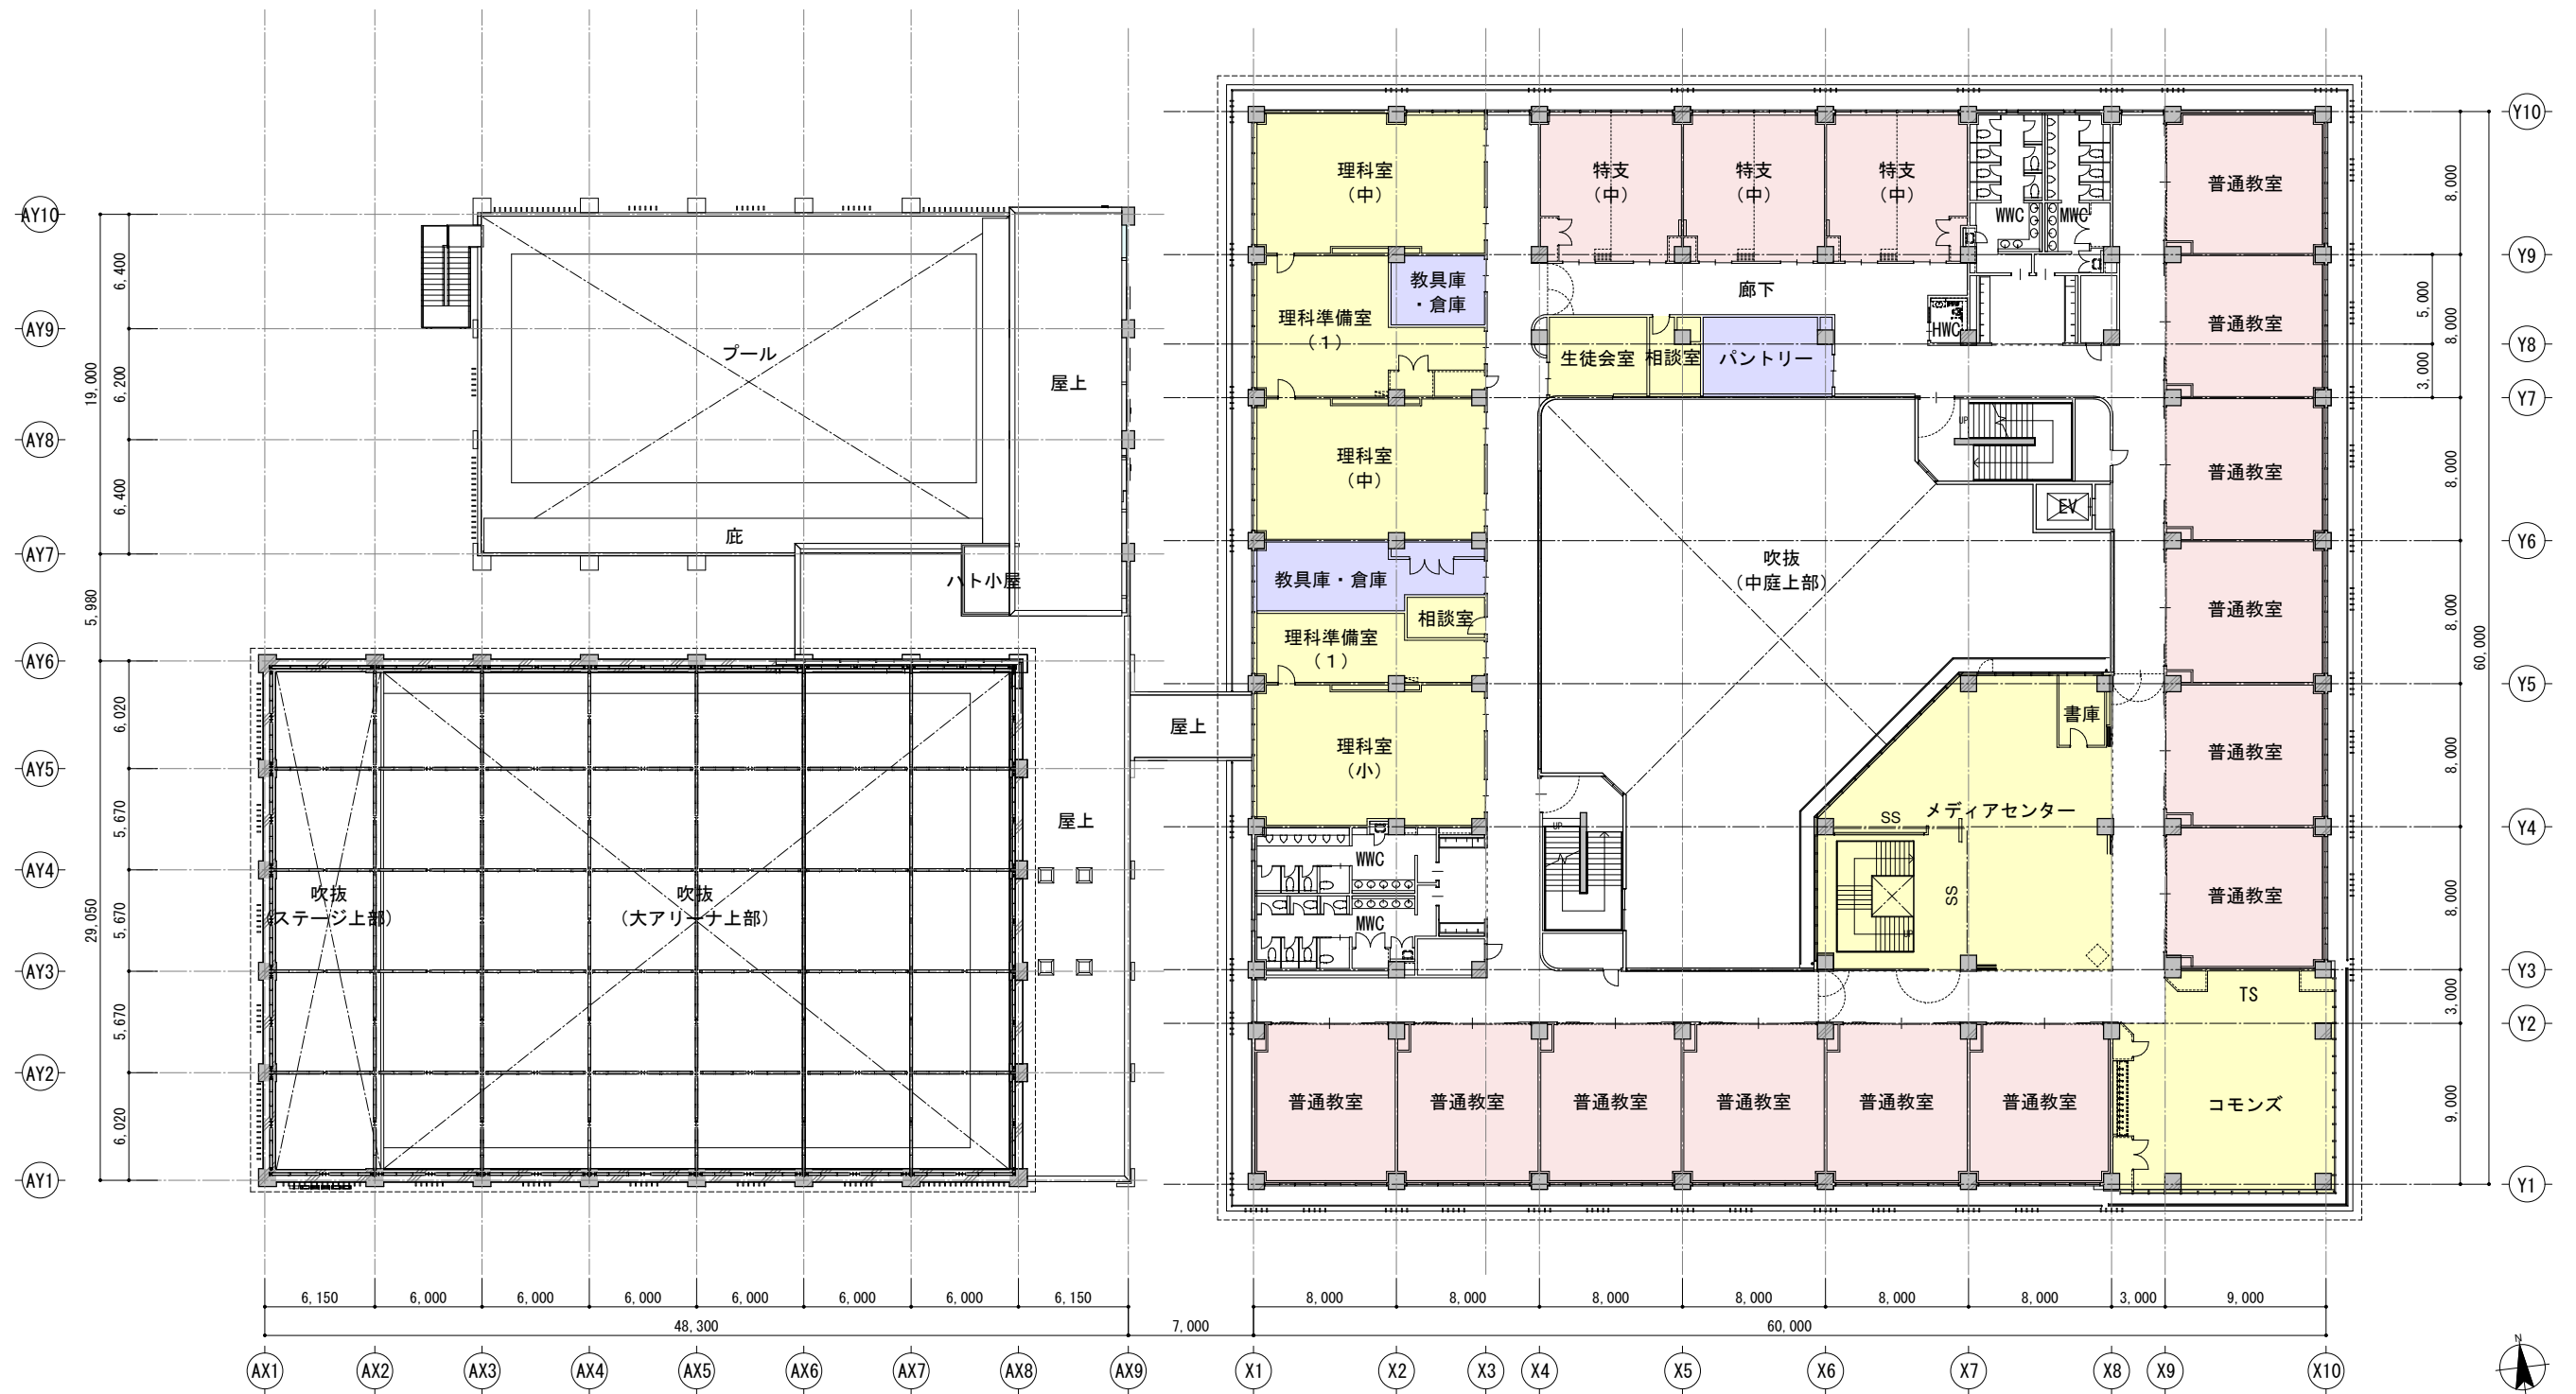 Y10
理科室
(中)
特支
(中)
特支
(中)
特支
(中)
普通教室
8,000
AY10
WWC
MWC
Y9
教具庫
・倉庫
廊下
6,400
理科準備室
(1)
普通教室
5,000
8,000
AY9
HWC
Y8
プール
生徒会室
相談室
パントリー
屋上
19,000
6,200
3,000
Y7
UP
AY8
理科室
(中)
普通教室
8,000
6,400
EV
庇
Y6
AY7
吹抜
(中庭上部)
ハト小屋
教具庫・倉庫
相談室
普通教室
8,000
5,980
理科準備室
(1)
60,000
AY6
Y5
6,020
屋上
書庫
理科室
(小)
普通教室
8,000
AY5
屋上
SS
メディアセンター
UP
Y4
5,670
WWC
AY4
吹抜
(ステージ上部)
吹抜
(大アリーナ上部)
SS
普通教室
8,000
29,050
5,670
MWC
UP
AY3
Y3
TS
5,670
3,000
Y2
AY2
普通教室
普通教室
普通教室
普通教室
普通教室
普通教室
コモンズ
9,000
6,020
AY1
Y1
6,150
6,000
6,000
6,000
6,000
6,000
6,000
6,150
8,000
8,000
8,000
8,000
8,000
8,000
3,000
9,000
48,300
7,000
60,000
N
AX1
AX2
AX3
AX4
AX5
AX6
AX7
AX8
AX9
X1
X2
X3
X4
X5
X6
X7
X8
X9
X10